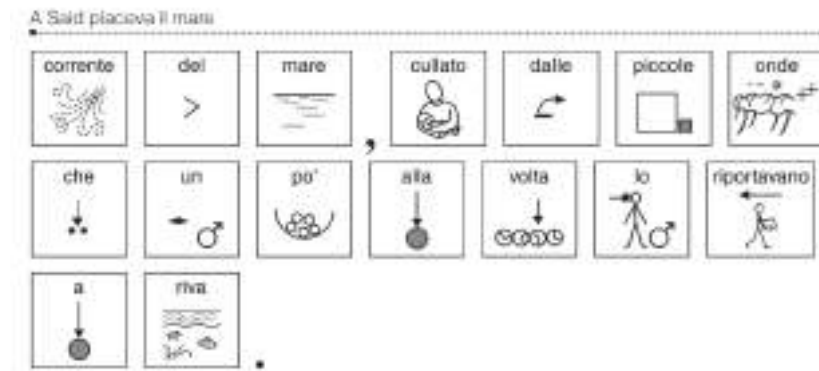 A Said piaceva il mare
corrente del mare , cullato dalle piccole onde
che un po' alla volta lo riportavano
a riva .